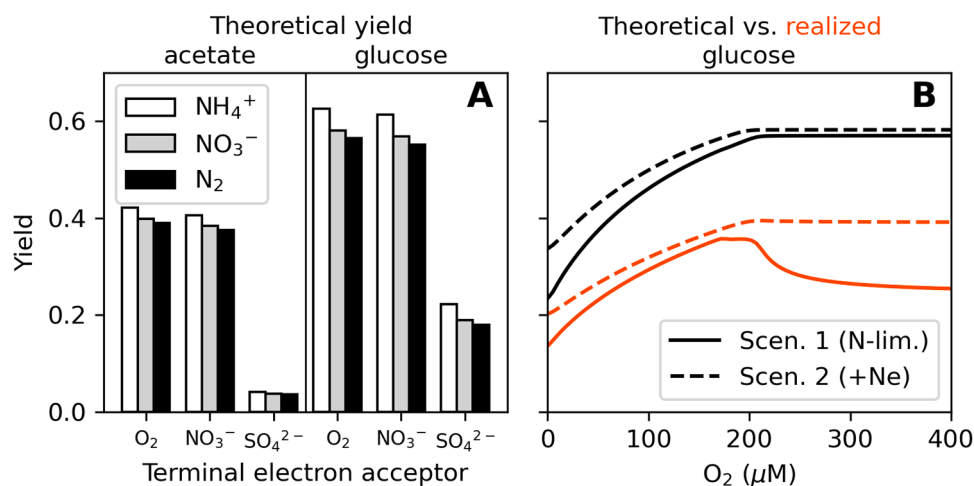 Theoretical yield
acetate glucose
A
NH₄⁺
NO₃⁻
N₂
Yield
0.6
0.4
0.2
0.0
O₂ NO₃⁻ SO₄²⁻ O₂ NO₃⁻ SO₄²⁻
Terminal electron acceptor
Theoretical vs. realized
glucose
B
Scen. 1 (N-lim.)
Scen. 2 (+Ne)
0 100 200 300 400
O₂ (μM)